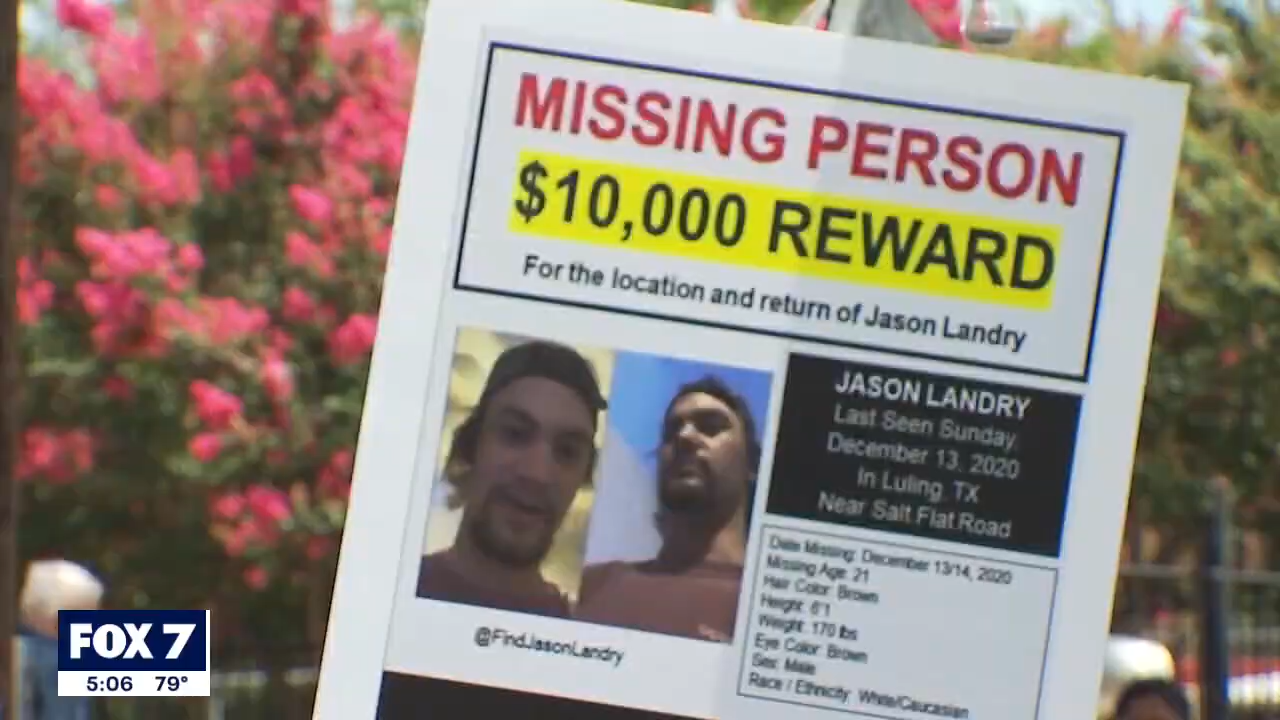 MISSING PERSON
$10,000 REWARD
For the location and return of Jason Landry
JASON LANDRY
Last Seen Sunday,
December 13, 2020
In Luling, TX
Near Salt Flat Road
Date Missing: December 13/14, 2020
Missing Age: 21
Hair Color: Brown
Height: 6'1
Weight: 170 lbs
Eye Color: Brown
Sex: Male
Race / Ethnicity: White/Caucasian
@FindJasonLandry
FOX 7
5:06 79°